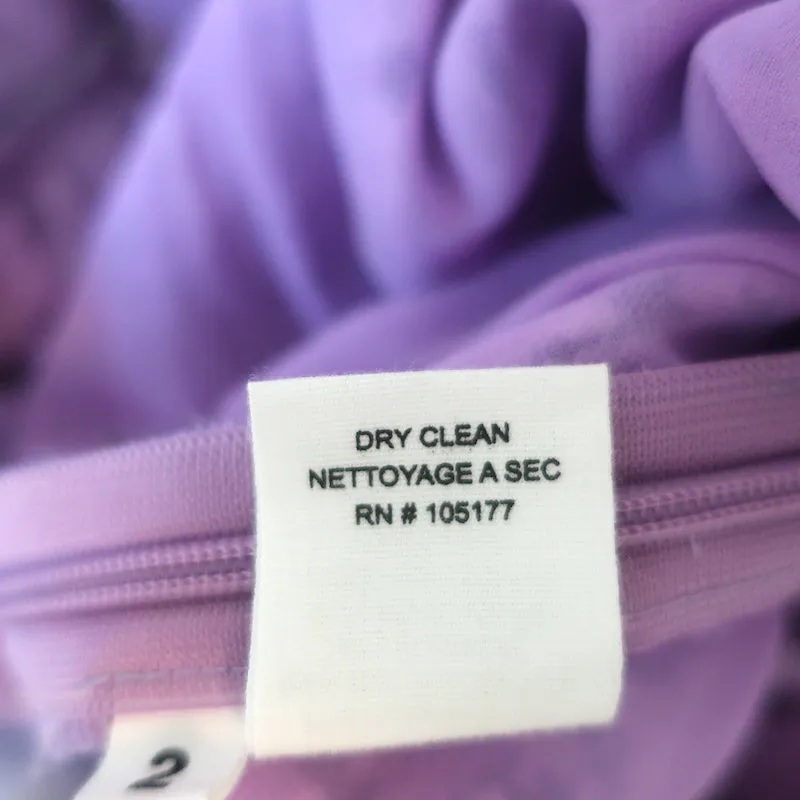 DRY CLEAN
NETTOYAGE A SEC
RN # 105177
2